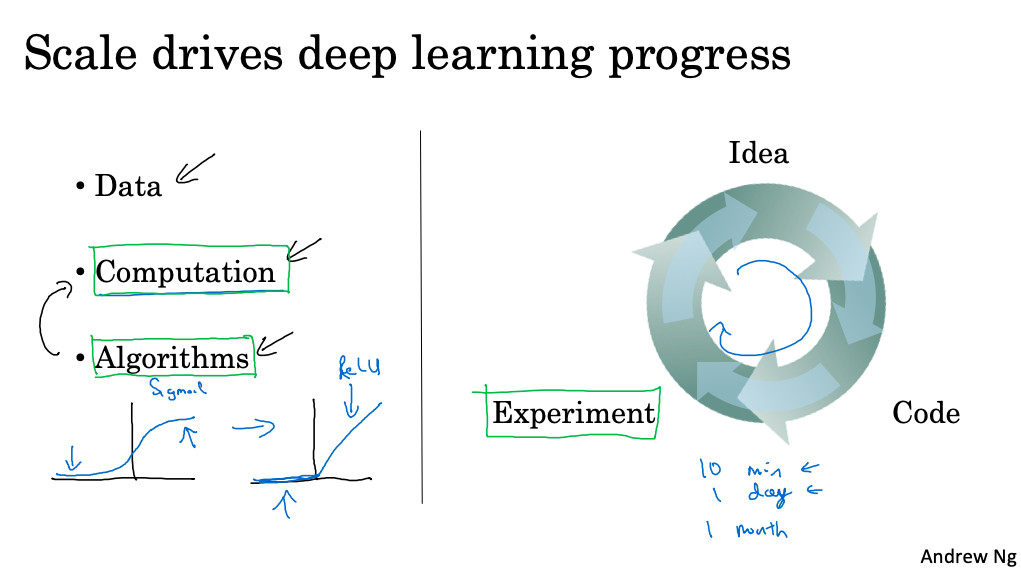 Scale drives deep learning progress
• Data
• Computation
• Algorithms
Sigmoid
ReLU
Idea
Code
Experiment
10 min
1 day
1 month
Andrew Ng